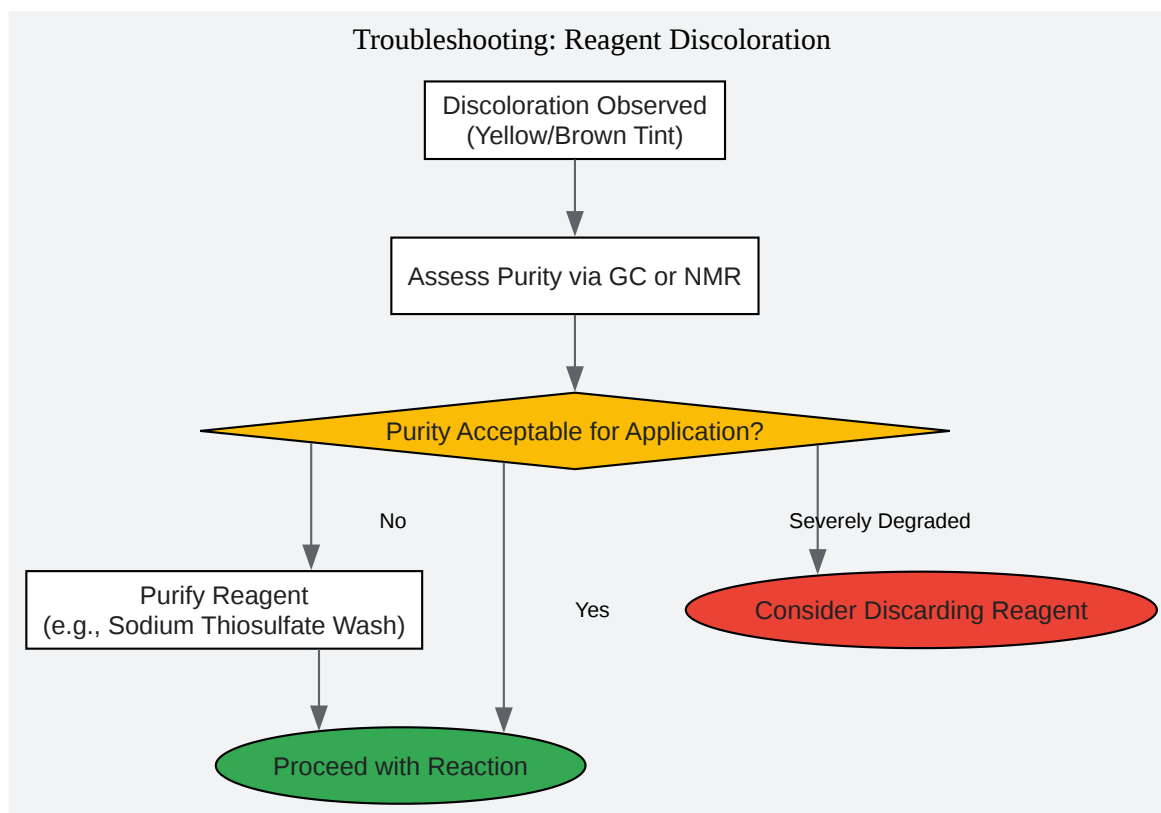 Troubleshooting: Reagent Discoloration
Discoloration Observed
(Yellow/Brown Tint)
Assess Purity via GC or NMR
Purity Acceptable for Application?
No
Severely Degraded
Purify Reagent
(e.g., Sodium Thiosulfate Wash)
Yes
Consider Discarding Reagent
Proceed with Reaction